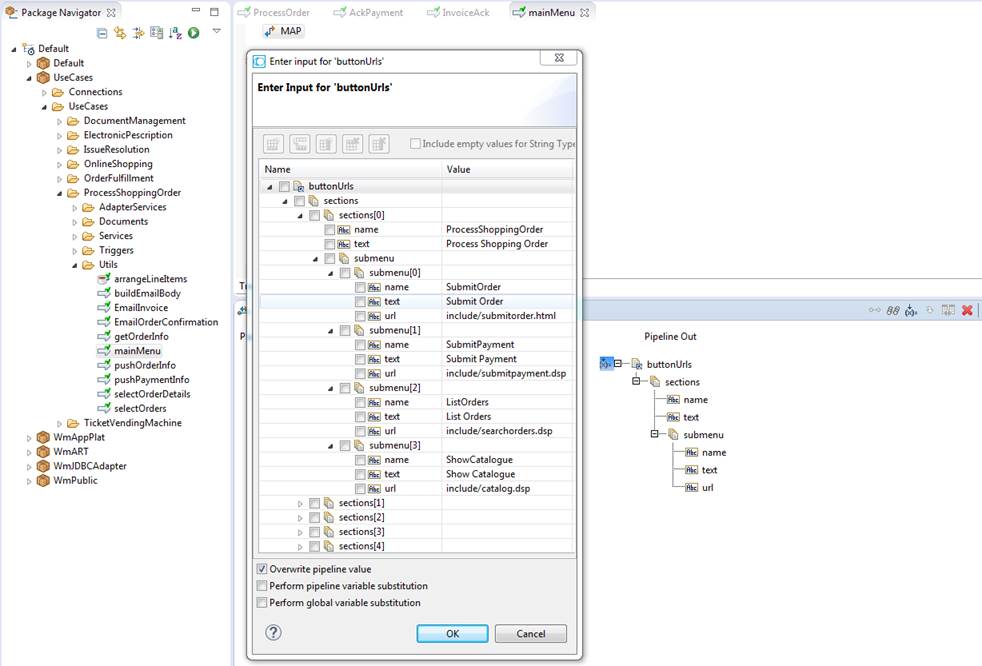 Package Navigator
Default
Default
UseCases
Connections
UseCases
DocumentManagement
ElectronicPescription
IssueResolution
OnlineShopping
OrderFulfillment
ProcessShoppingOrder
AdapterServices
Documents
Services
Triggers
Utils
arrangeLineItems
buildEmailBody
EmailInvoice
EmailOrderConfirmation
getOrderInfo
mainMenu
pushOrderInfo
pushPaymentInfo
selectOrderDetails
selectOrders
TicketVendingMachine
WmAppPlat
WmART
WmJDBCAdapter
WmPublic
ProcessOrder AckPayment InvoiceAck mainMenu
MAP
Enter input for 'buttonUrls'
Enter Input for 'buttonUrls'
Include empty values for String Type
Name Value
buttonUrls
sections
sections[0]
name ProcessShoppingOrder
text Process Shopping Order
submenu
submenu[0]
name SubmitOrder
text Submit Order
url include/submitorder.html
submenu[1]
name SubmitPayment
text Submit Payment
url include/submitpayment.dsp
submenu[2]
name ListOrders
text List Orders
url include/searchorders.dsp
submenu[3]
name ShowCatalogue
text Show Catalogue
url include/catalog.dsp
sections[1]
sections[2]
sections[3]
sections[4]
Overwrite pipeline value
Perform pipeline variable substitution
Perform global variable substitution
OK Cancel
Pipeline Out
buttonUrls
sections
name
text
submenu
name
text
url